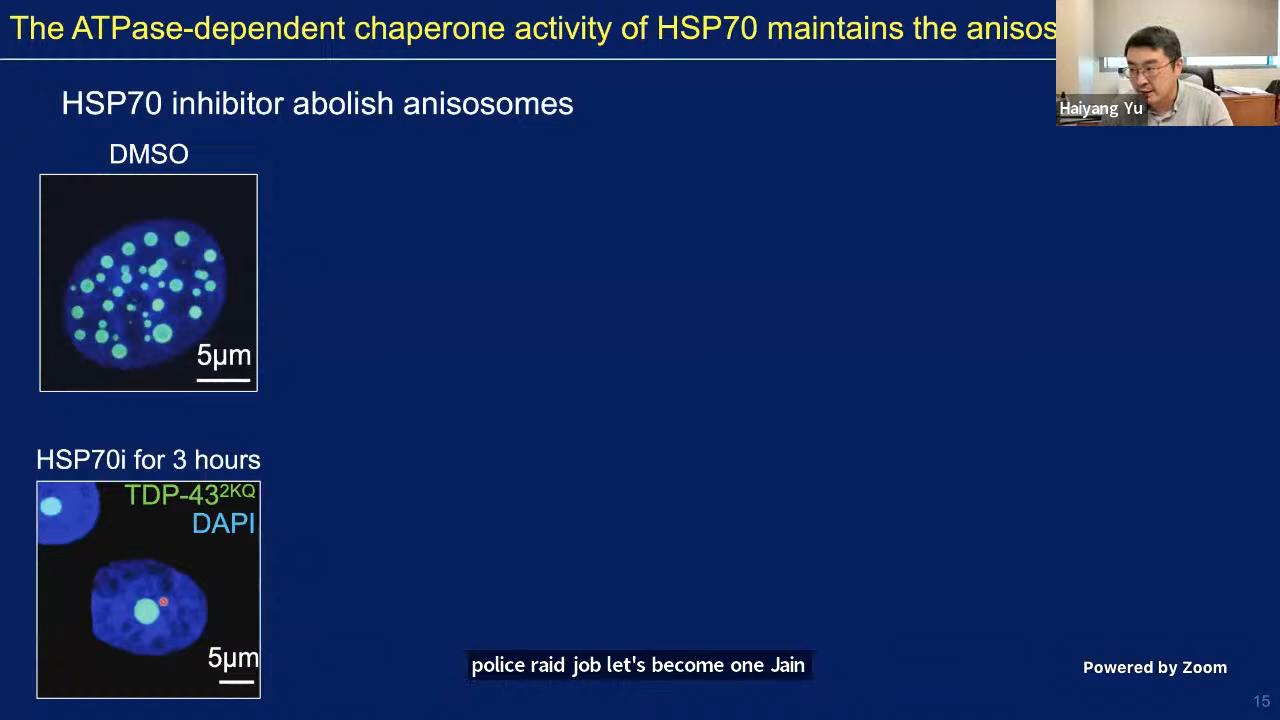 The ATPase-dependent chaperone activity of HSP70 maintains the anisos
Haiyang Yu
HSP70 inhibitor abolish anisosomes
DMSO
5µm
HSP70i for 3 hours
TDP-43²ᴷQ
DAPI
5µm
police raid job let's become one Jain
Powered by Zoom
15